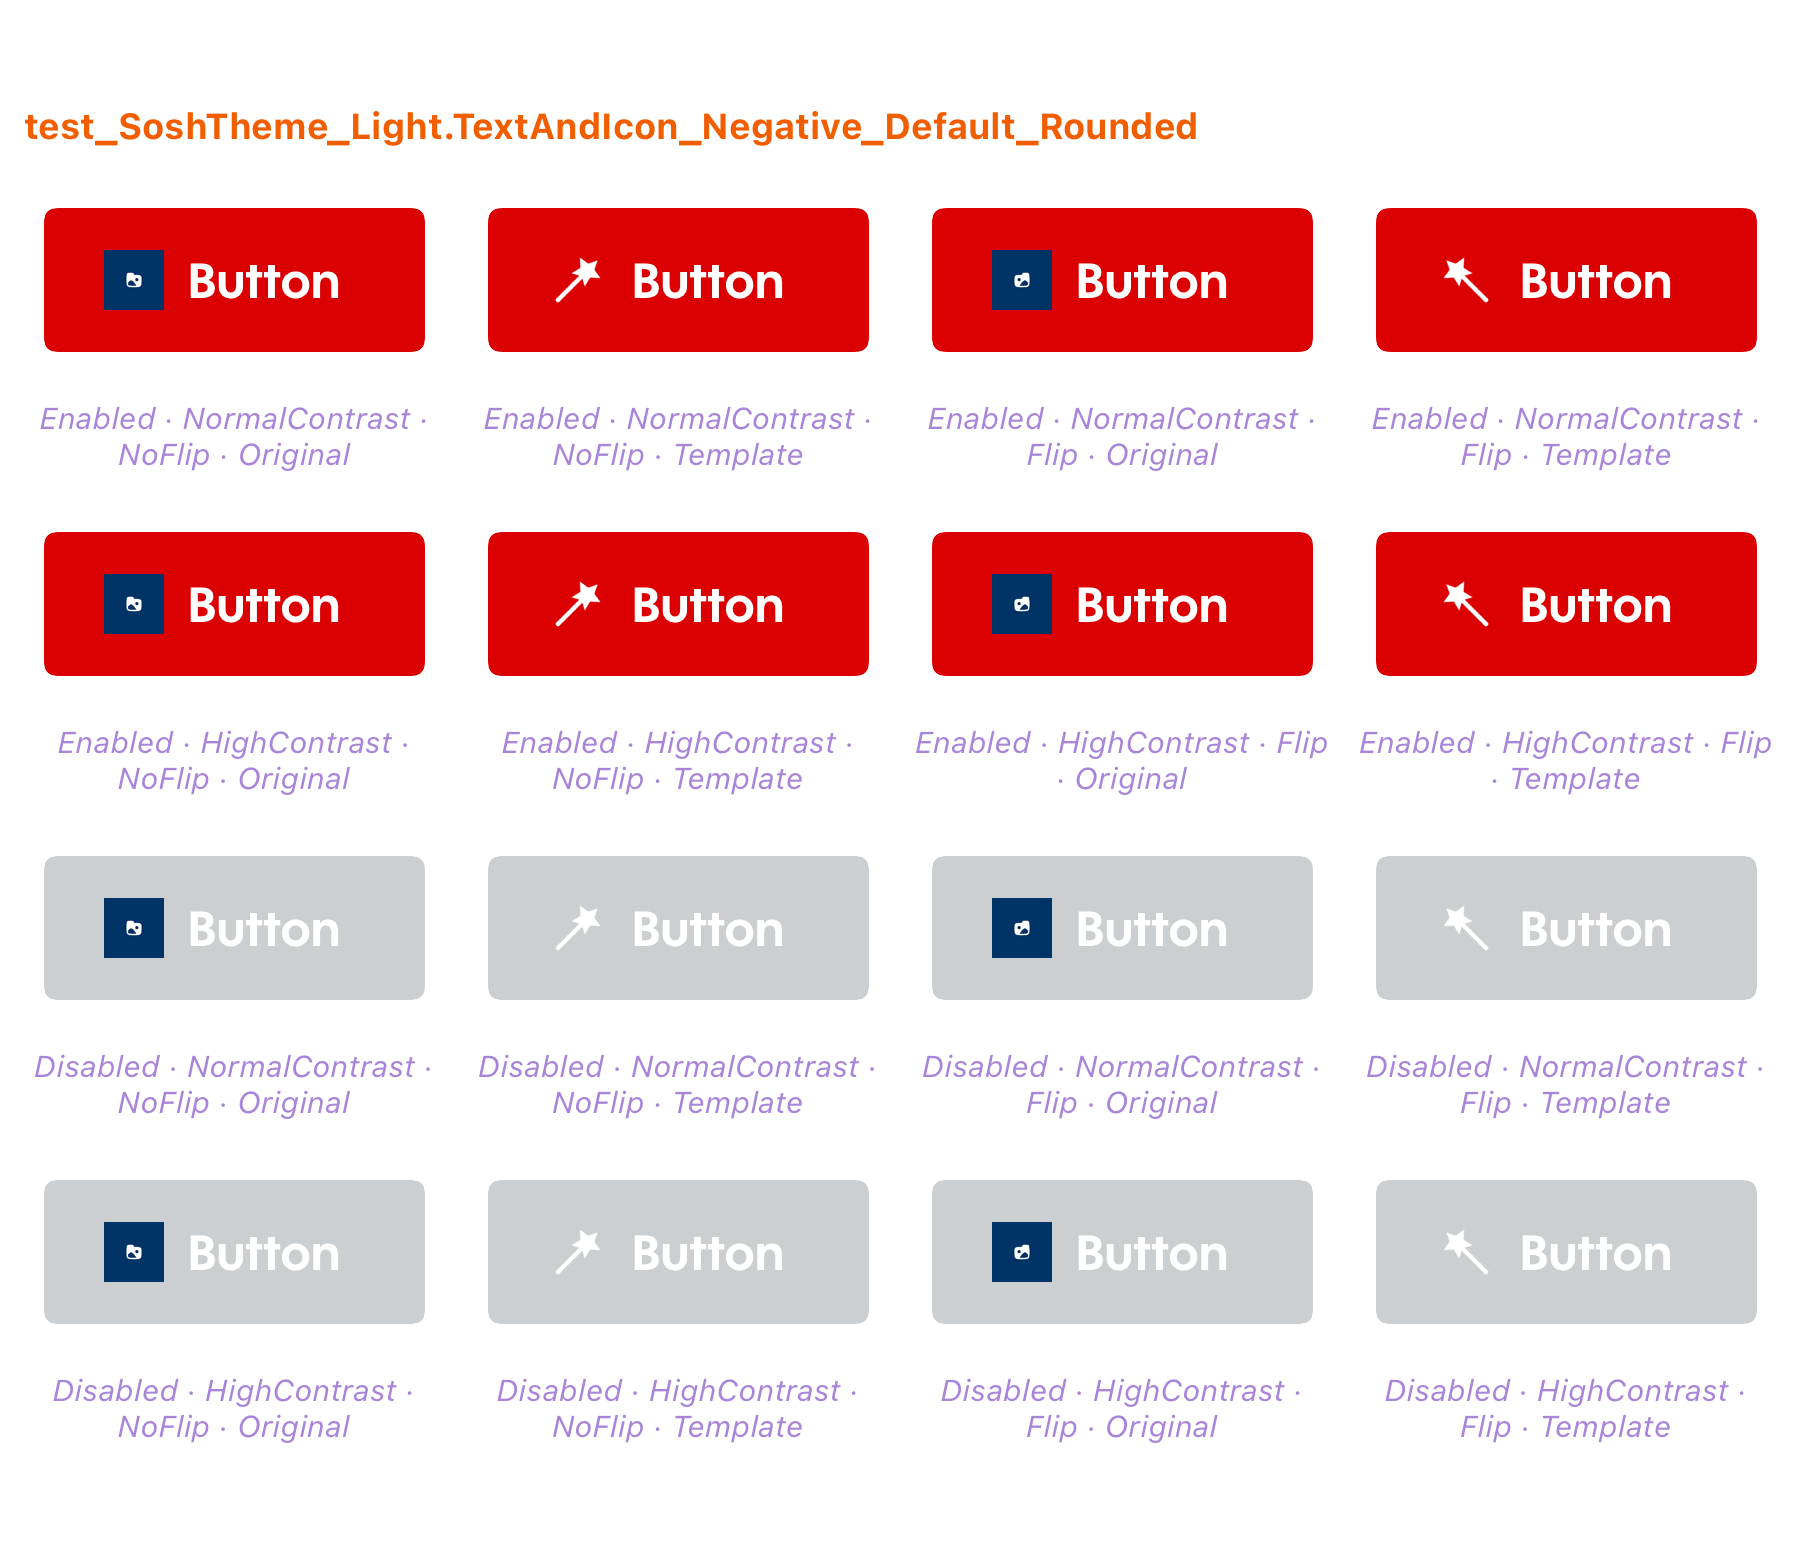 test_SoshTheme_Light.TextAndIcon_Negative_Default_Rounded
Button
Button
Button
Button
Enabled · NormalContrast ·
NoFlip · Original
Enabled · NormalContrast ·
NoFlip · Template
Enabled · NormalContrast ·
Flip · Original
Enabled · NormalContrast ·
Flip · Template
Button
Button
Button
Button
Enabled · HighContrast ·
NoFlip · Original
Enabled · HighContrast ·
NoFlip · Template
Enabled · HighContrast · Flip
· Original
Enabled · HighContrast · Flip
· Template
Button
Button
Button
Button
Disabled · NormalContrast ·
NoFlip · Original
Disabled · NormalContrast ·
NoFlip · Template
Disabled · NormalContrast ·
Flip · Original
Disabled · NormalContrast ·
Flip · Template
Button
Button
Button
Button
Disabled · HighContrast ·
NoFlip · Original
Disabled · HighContrast ·
NoFlip · Template
Disabled · HighContrast ·
Flip · Original
Disabled · HighContrast ·
Flip · Template